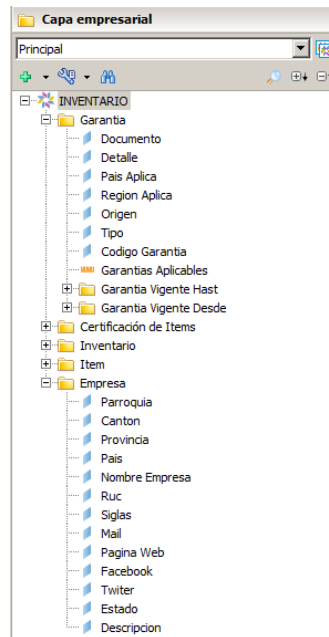 Capa empresarial
Principal
INVENTARIO
Garantia
Documento
Detalle
Pais Aplica
Region Aplica
Origen
Tipo
Codigo Garantia
Garantias Aplicables
Garantia Vigente Hast
Garantia Vigente Desde
Certificación de Items
Inventario
Item
Empresa
Parroquia
Canton
Provincia
Pais
Nombre Empresa
Ruc
Siglas
Mail
Pagina Web
Facebook
Twiter
Estado
Descripcion